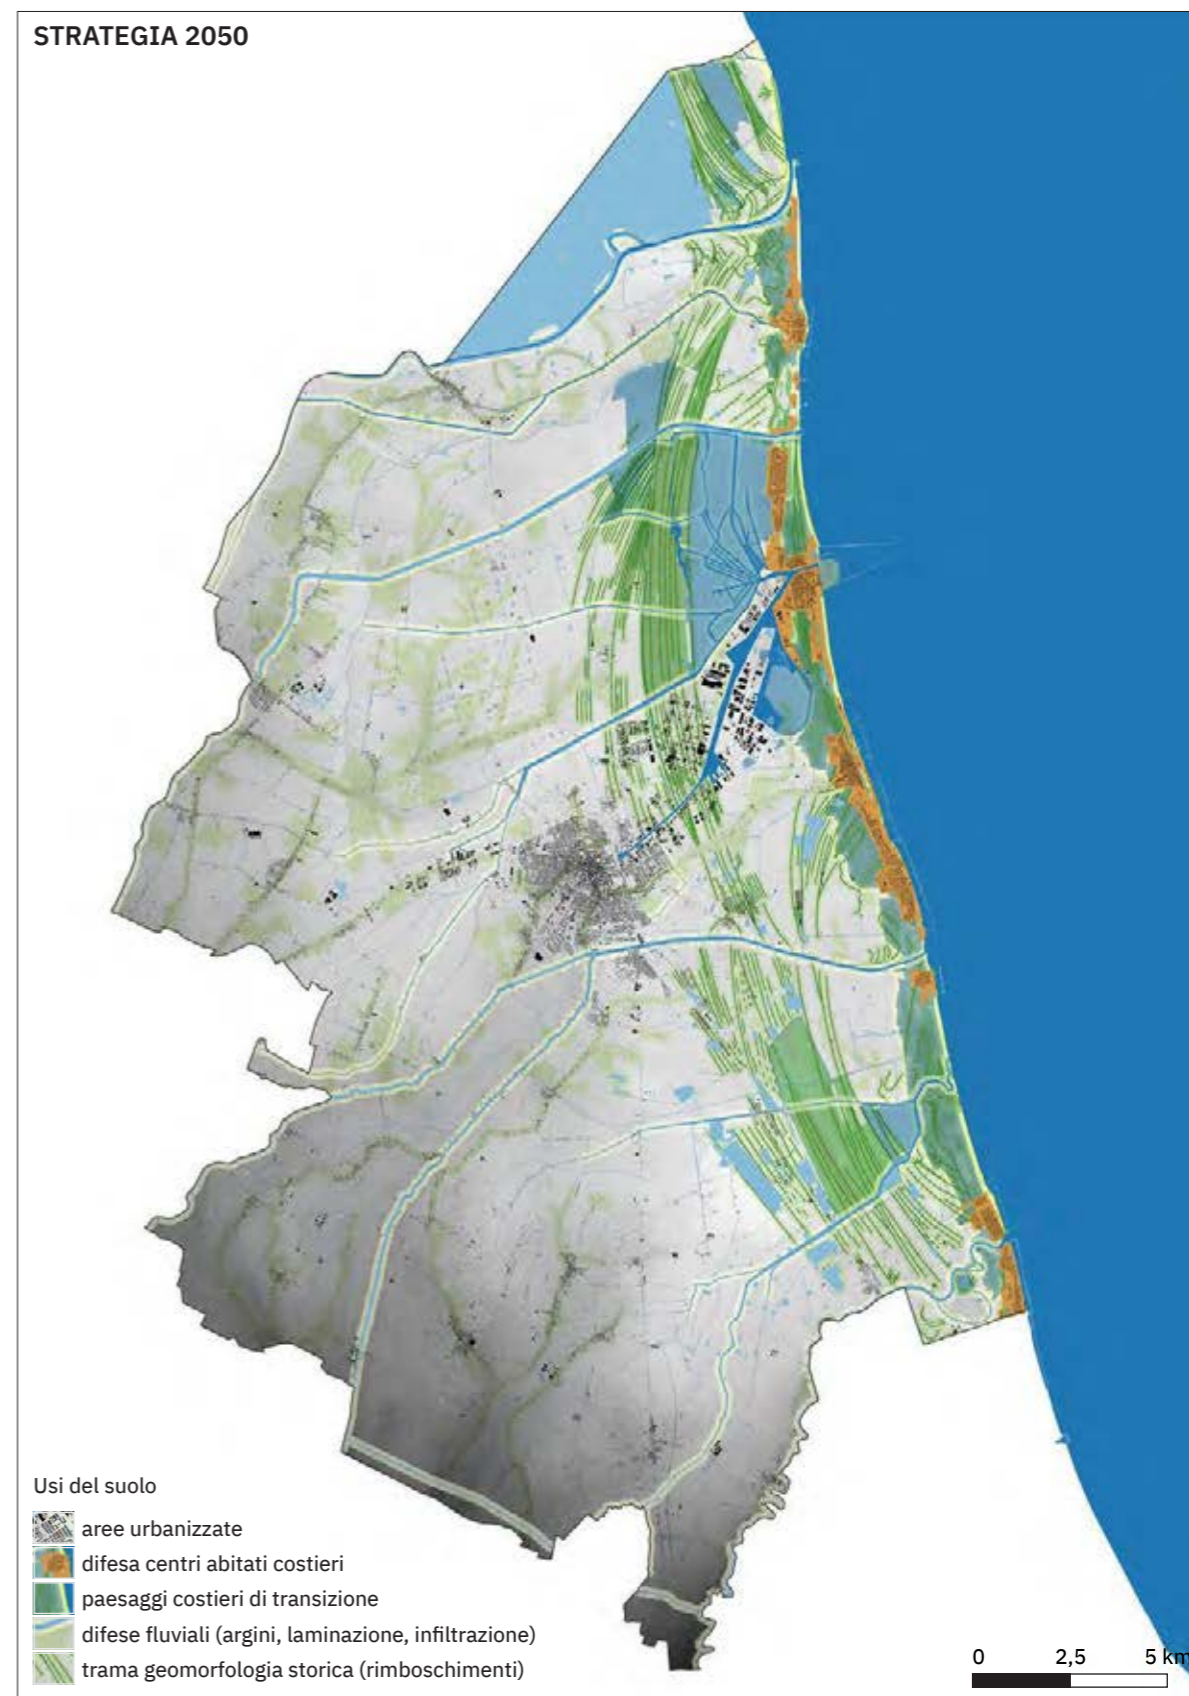 STRATEGIA 2050
Usi del suolo
aree urbanizzate
difesa centri abitati costieri
paesaggi costieri di transizione
difese fluviali (argini, laminazione, infiltrazione)
trama geomorfologia storica (rimboschimenti)
0 2,5 5 km